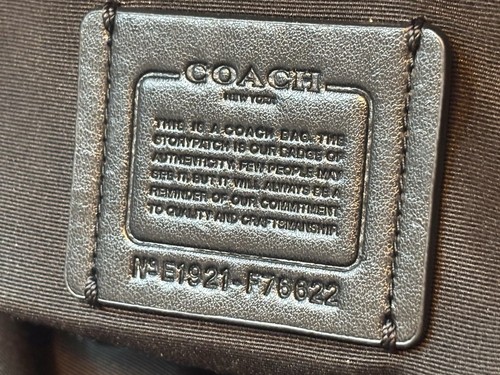 COACH
NEW YORK
THIS IS A COACH BAG. THE
STORYPATCH IS OUR BADGE OF
AUTHENTICITY. FEW PEOPLE MAY
SEE IT. BUT IT WILL ALWAYS BE A
REMINDER OF OUR COMMITMENT
TO QUALITY AND CRAFTSMANSHIP.
Nº E1921-F76622